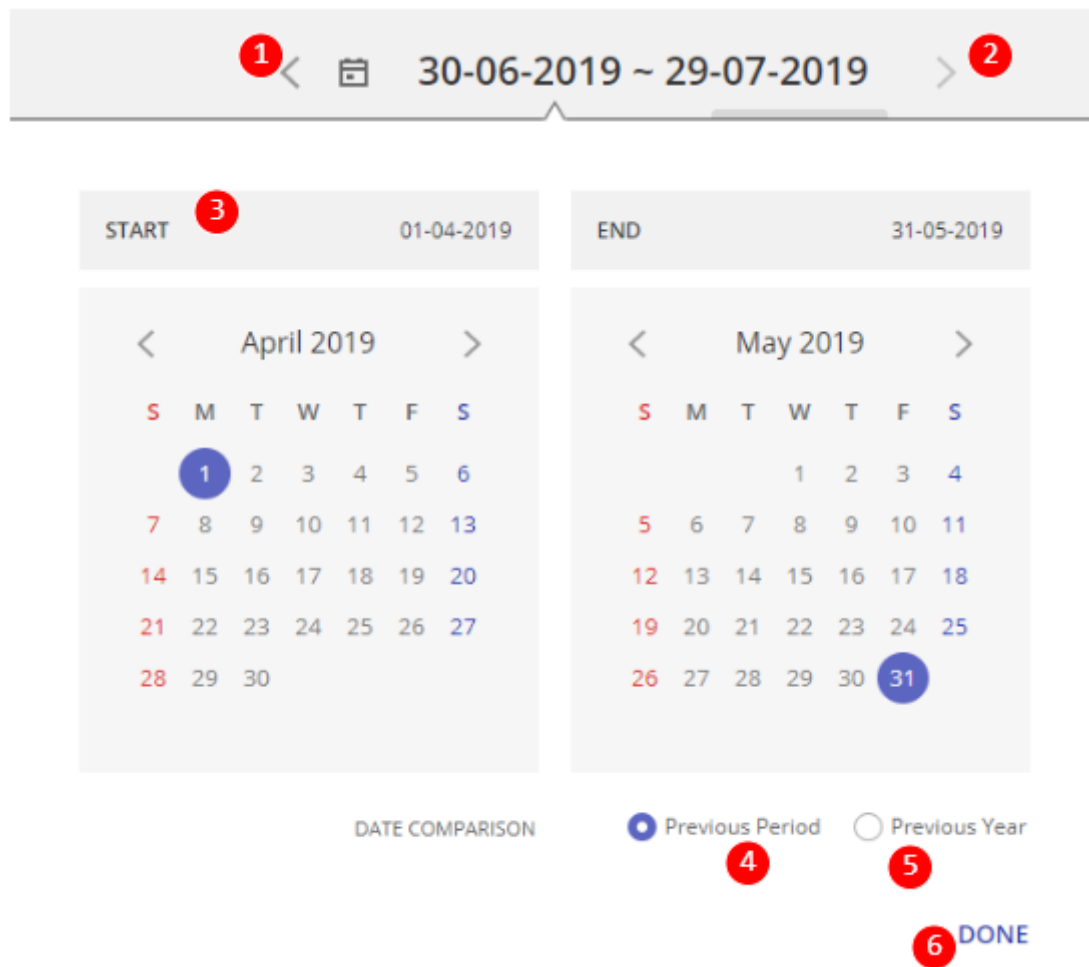 1 30-06-2019 ~ 29-07-2019 2
START 3 01-04-2019 END 31-05-2019
April 2019 May 2019
S M T W T F S S M T W T F S
1 2 3 4 5 6 1 2 3 4
7 8 9 10 11 12 13 5 6 7 8 9 10 11
14 15 16 17 18 19 20 12 13 14 15 16 17 18
21 22 23 24 25 26 27 19 20 21 22 23 24 25
28 29 30 26 27 28 29 30 31
DATE COMPARISON Previous Period Previous Year
4 5
6 DONE